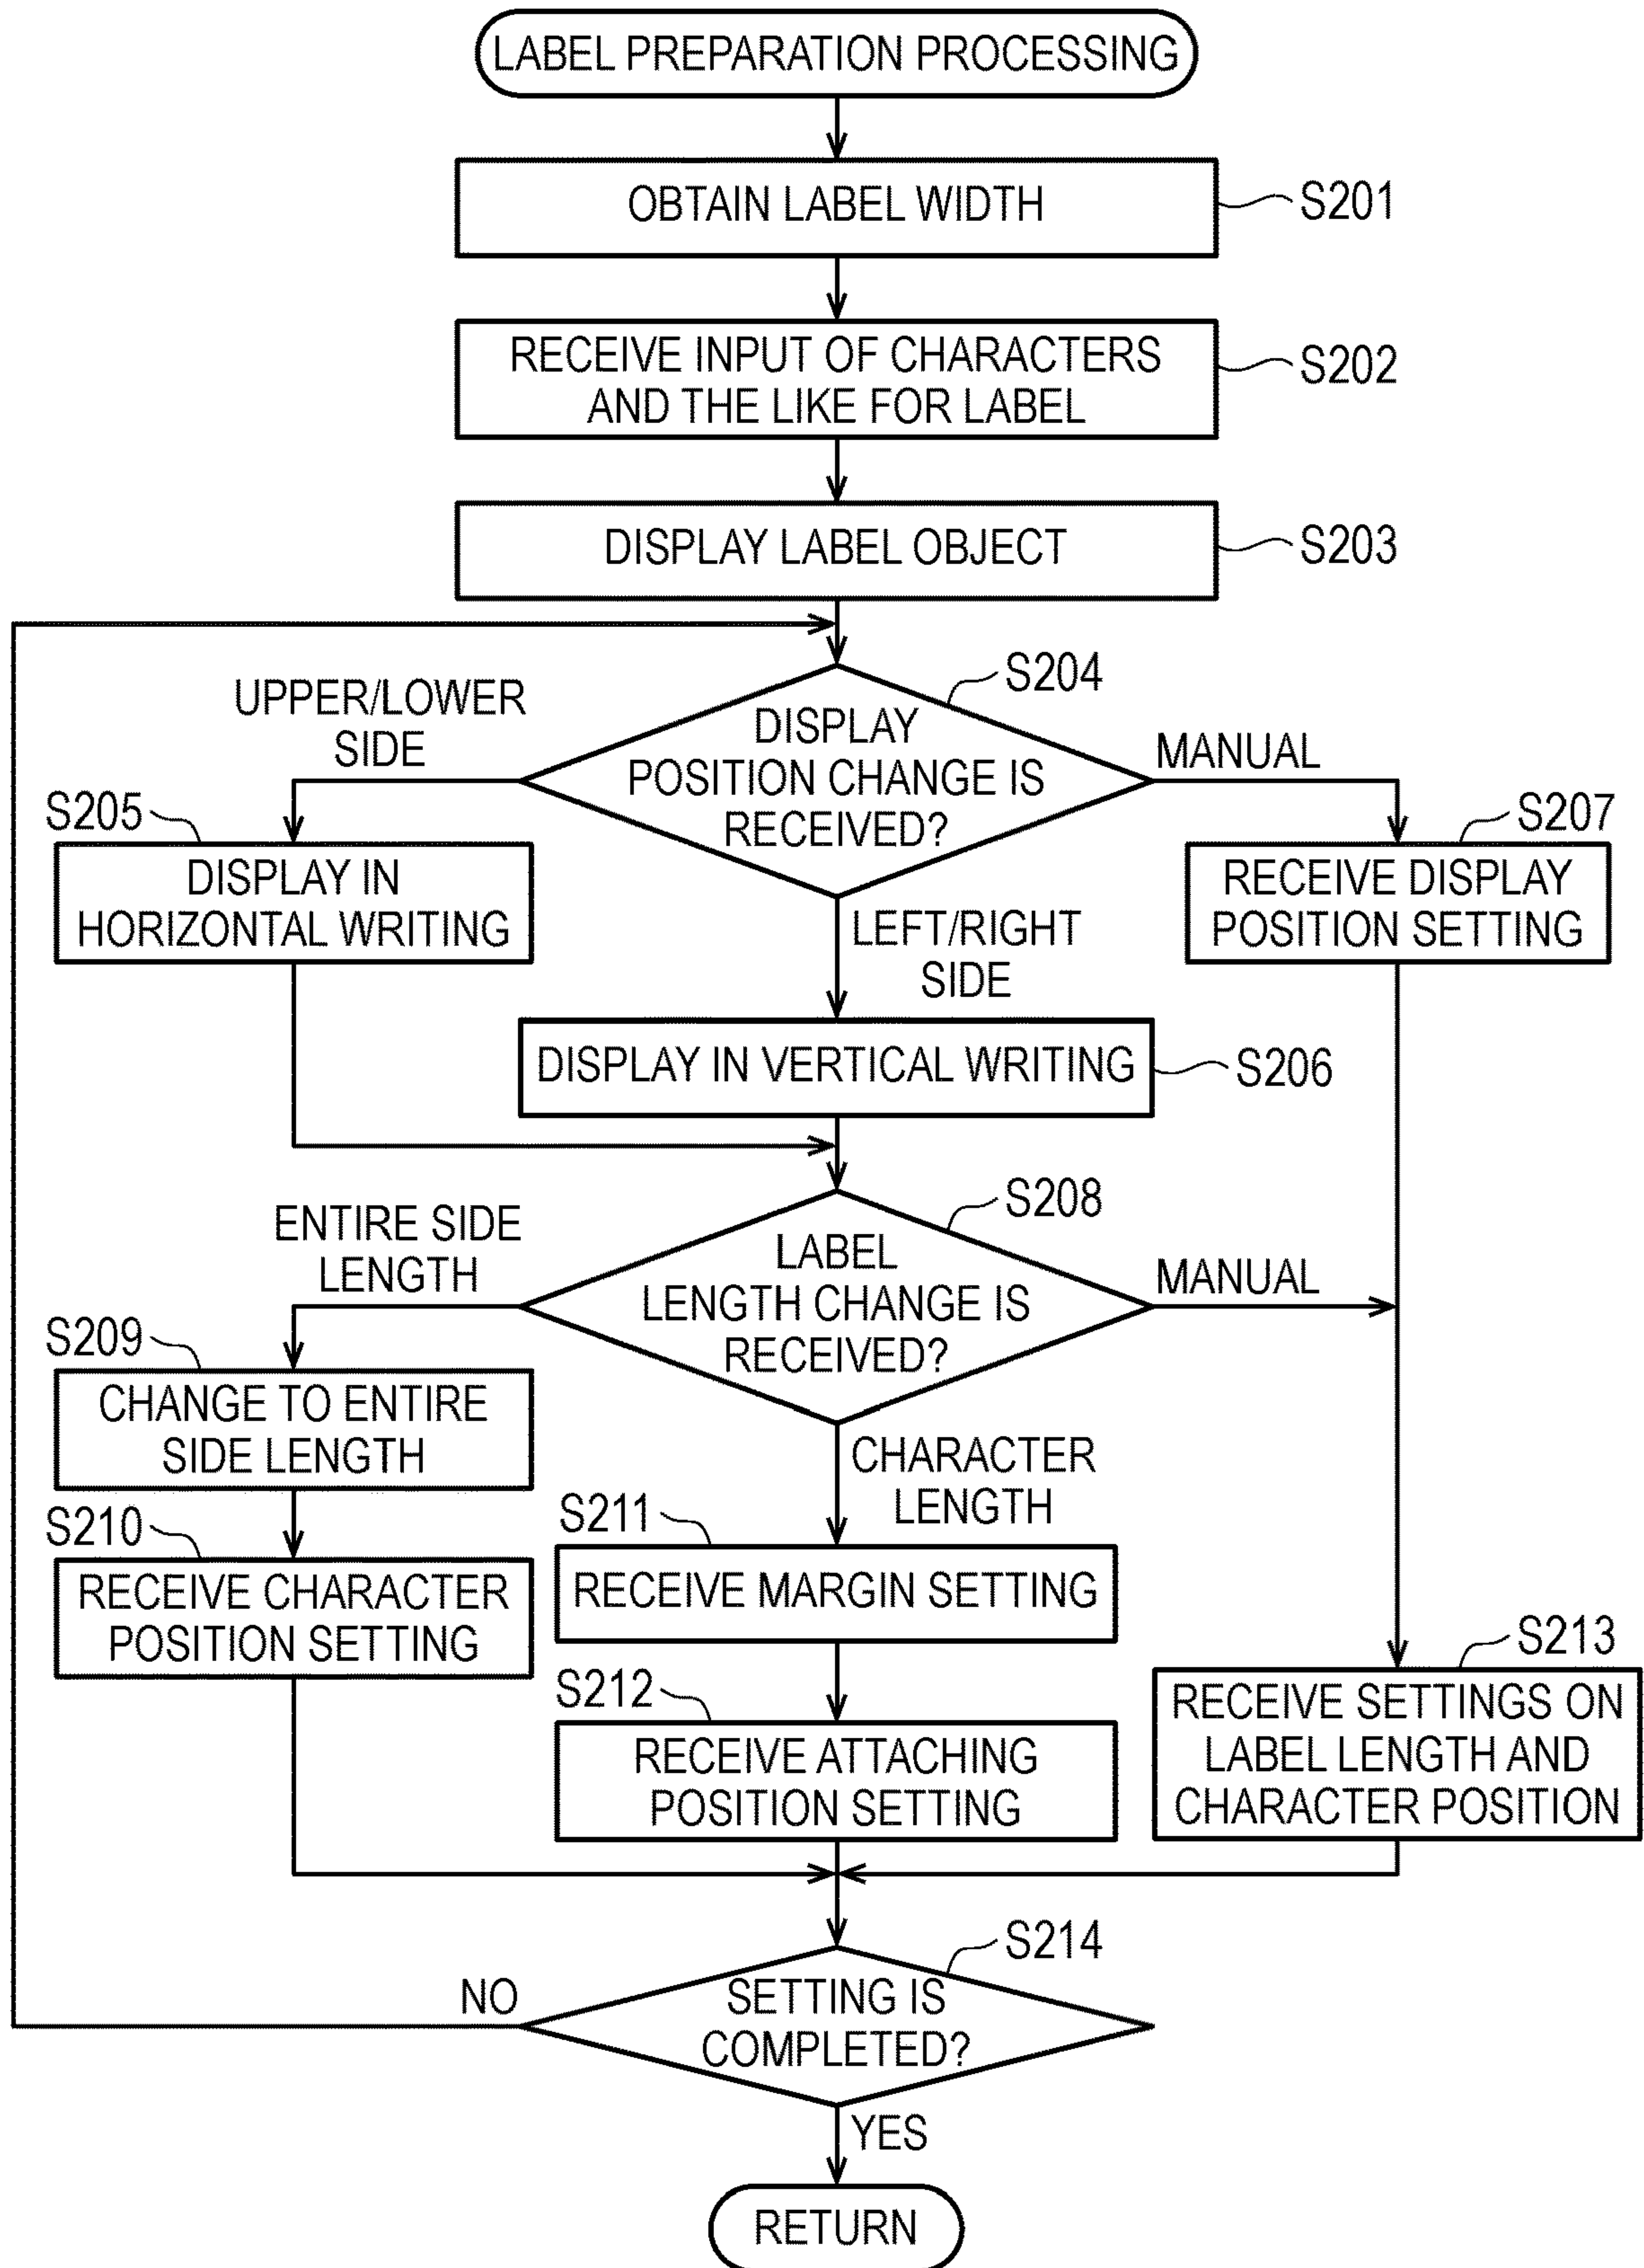 LABEL PREPARATION PROCESSING
OBTAIN LABEL WIDTH
S201
RECEIVE INPUT OF CHARACTERS
AND THE LIKE FOR LABEL
S202
DISPLAY LABEL OBJECT
S203
S204
DISPLAY
POSITION CHANGE IS
RECEIVED?
UPPER/LOWER
SIDE
MANUAL
S205
DISPLAY IN
HORIZONTAL WRITING
S207
RECEIVE DISPLAY
POSITION SETTING
LEFT/RIGHT
SIDE
DISPLAY IN VERTICAL WRITING
S206
S208
LABEL
LENGTH CHANGE IS
RECEIVED?
ENTIRE SIDE
LENGTH
MANUAL
S209
CHANGE TO ENTIRE
SIDE LENGTH
CHARACTER
LENGTH
S210
RECEIVE CHARACTER
POSITION SETTING
S211
RECEIVE MARGIN SETTING
S212
RECEIVE ATTACHING
POSITION SETTING
S213
RECEIVE SETTINGS ON
LABEL LENGTH AND
CHARACTER POSITION
S214
SETTING IS
COMPLETED?
NO
YES
RETURN